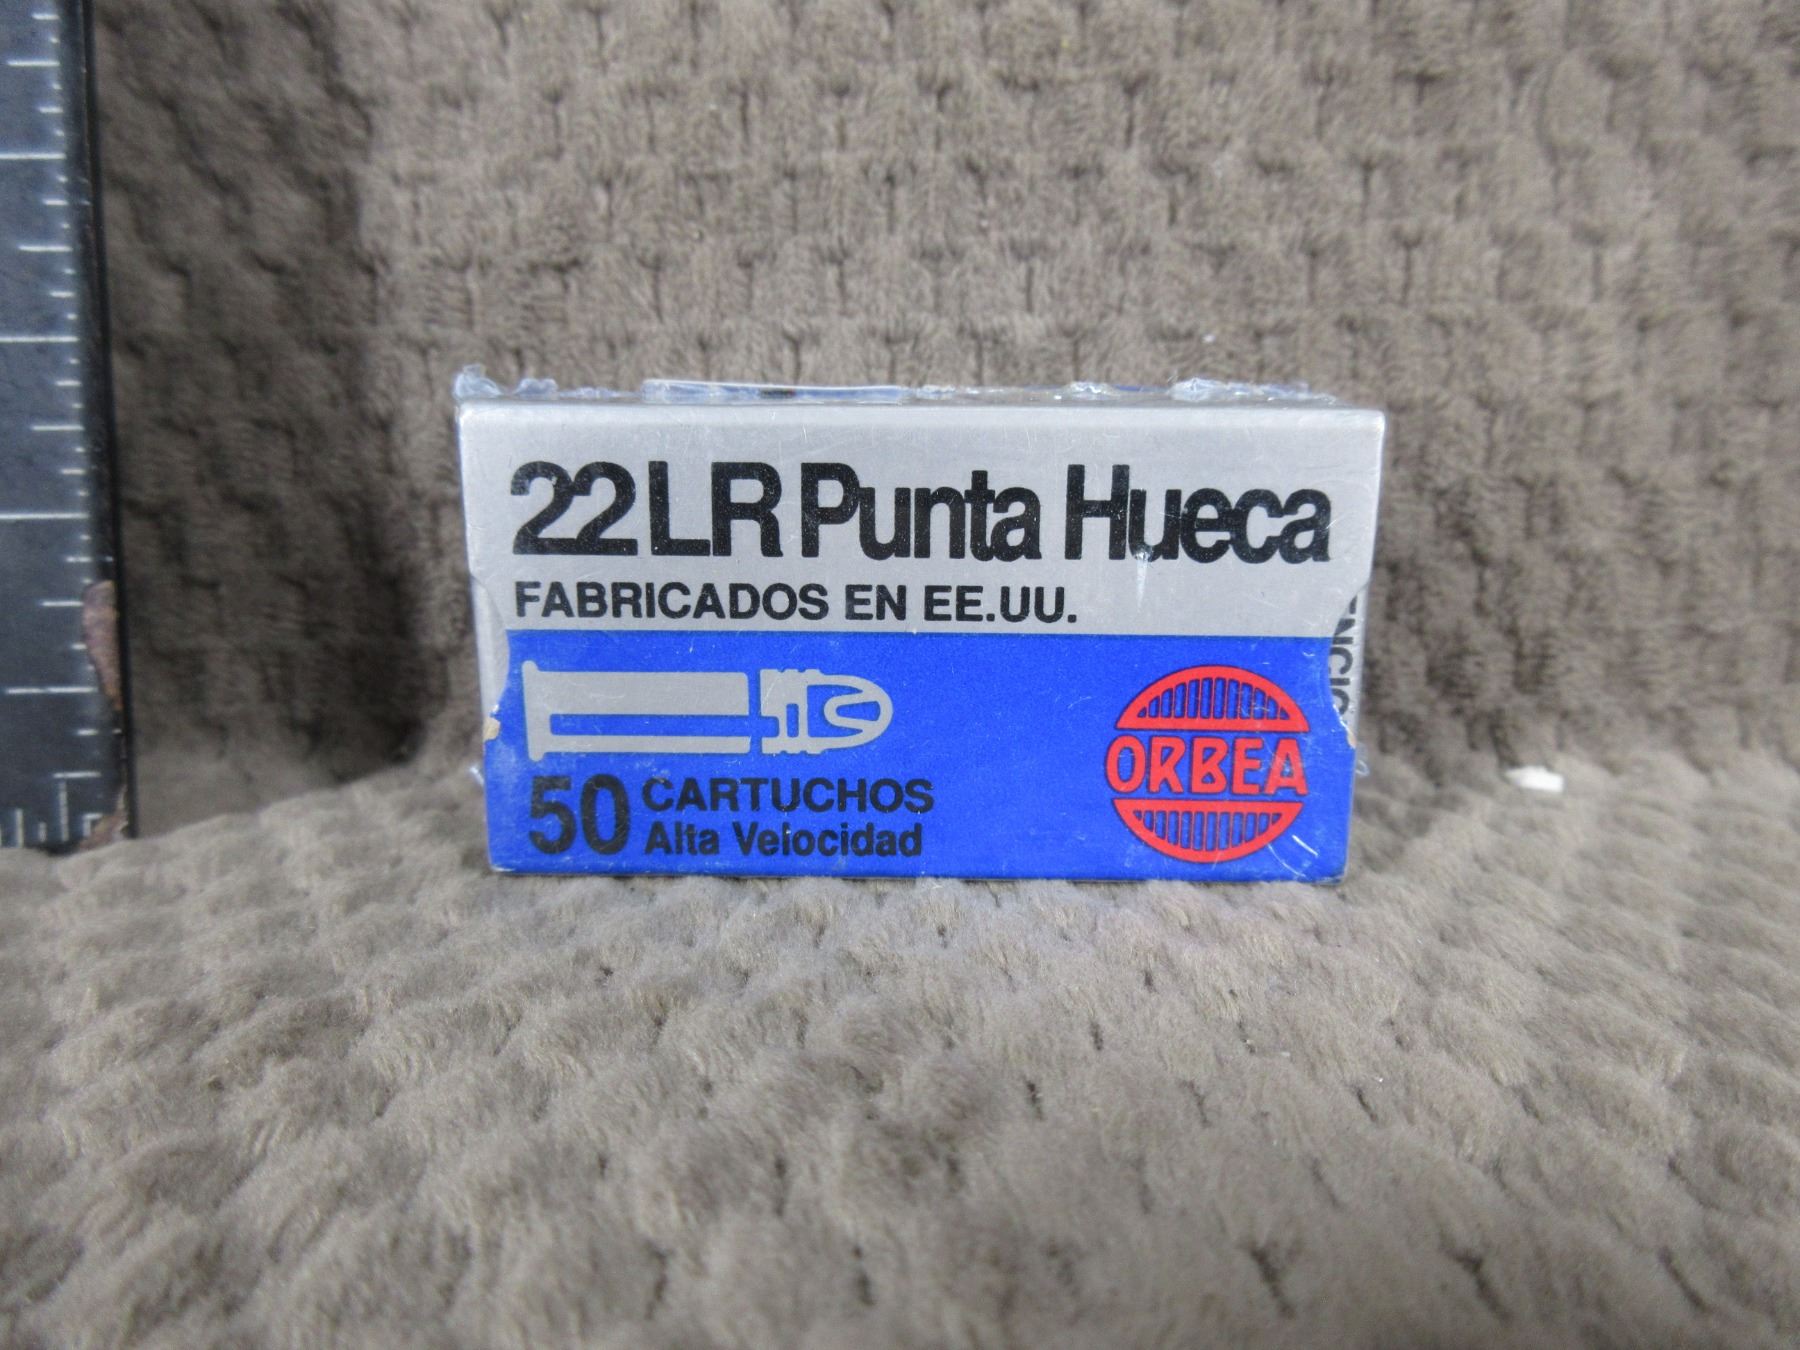 22LR Punta Hueca
FABRICADOS EN EE.UU.
50 CARTUCHOS
Alta Velocidad
ORBEA